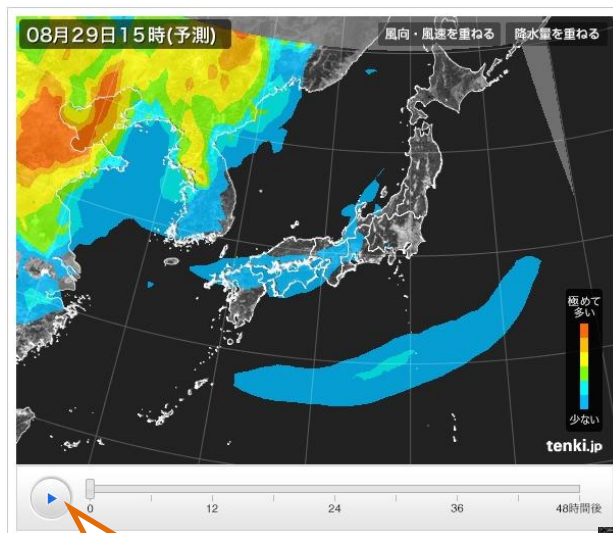 08月29日15時(予測)
風向・風速を重ねる
降水量を重ねる
極めて
多い
少ない
tenki.jp
0 12 24 36 48時間後